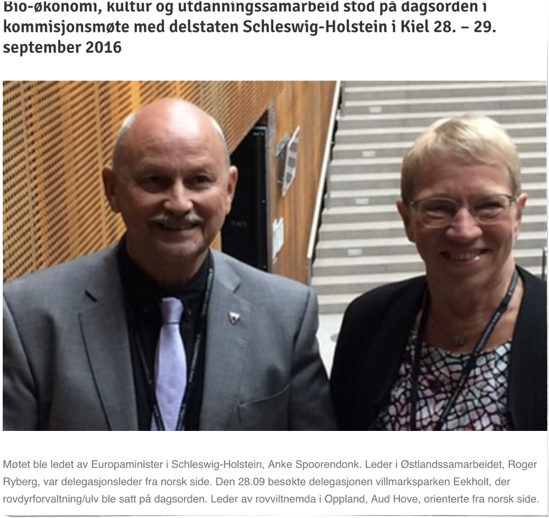 Bio-økonomi, kultur og utdanningssamarbeid stod på dagsorden i
kommisjonsmøte med delstaten Schleswig-Holstein i Kiel 28. – 29.
september 2016
Møtet ble ledet av Europaminister i Schleswig-Holstein, Anke Spoorendonk. Leder i Østlandssamarbeidet, Roger
Ryberg, var delegasjonsleder fra norsk side. Den 28.09 besøkte delegasjonen villmarksparken Eekholt, der
rovdyrforvaltning/ulv ble satt på dagsorden. Leder av rovviltnemda i Oppland, Aud Hove, orienterte fra norsk side.